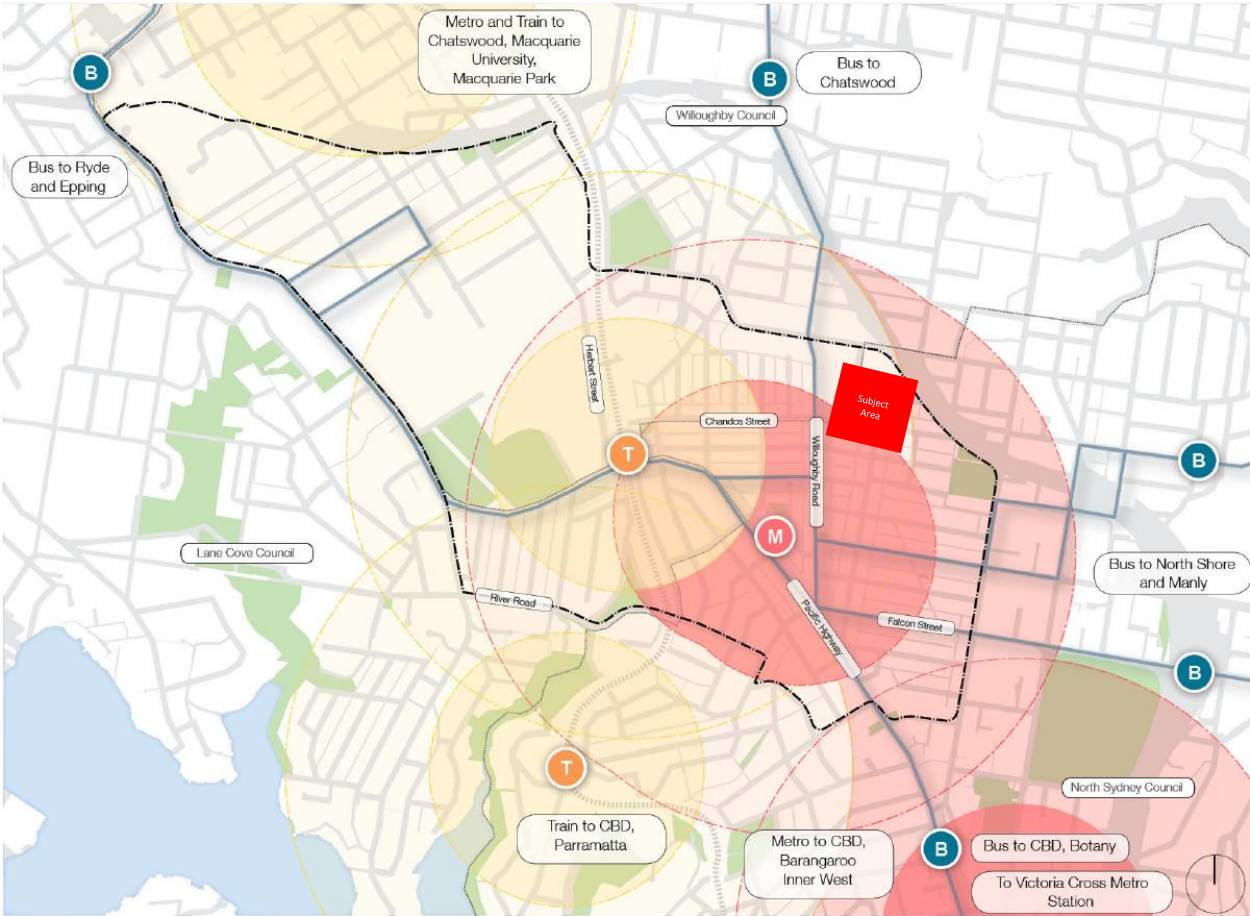 Metro and Train to
Chatswood, Macquarie
University,
Macquarie Park
B
Bus to
Chatswood
B
Willoughby Council
Bus to Ryde
and Epping
Herbert Street
Subject
Area
Chandos Street
Willoughby Road
T
B
M
Lane Cove Council
Bus to North Shore
and Manly
River Road
Pacific Highway
Falcon Street
B
T
North Sydney Council
Train to CBD,
Parramatta
Metro to CBD,
Barangaroo
Inner West
B
Bus to CBD, Botany
To Victoria Cross Metro
Station